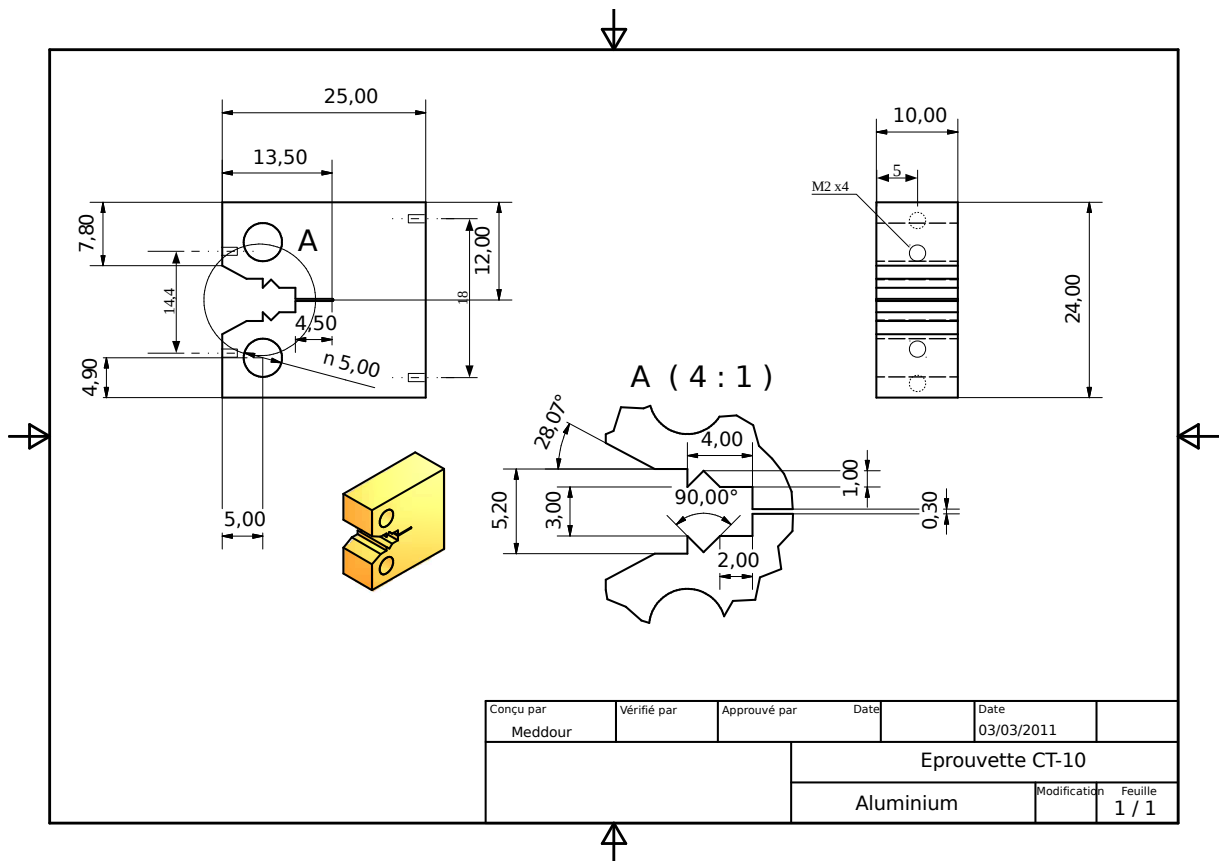 25,00
13,50
7,80
A
14,4
12,00
18
4,50
n 5,00
4,90
5,00
10,00
5
M2 x4
24,00
A ( 4 : 1 )
28,07°
4,00
1,00
5,20
3,00
90,00°
0,30
2,00
Conçu par
Meddour
Vérifié par
Approuvé par
Date
Date
03/03/2011
Eprouvette CT-10
Aluminium
Modification
Feuille
1 / 1